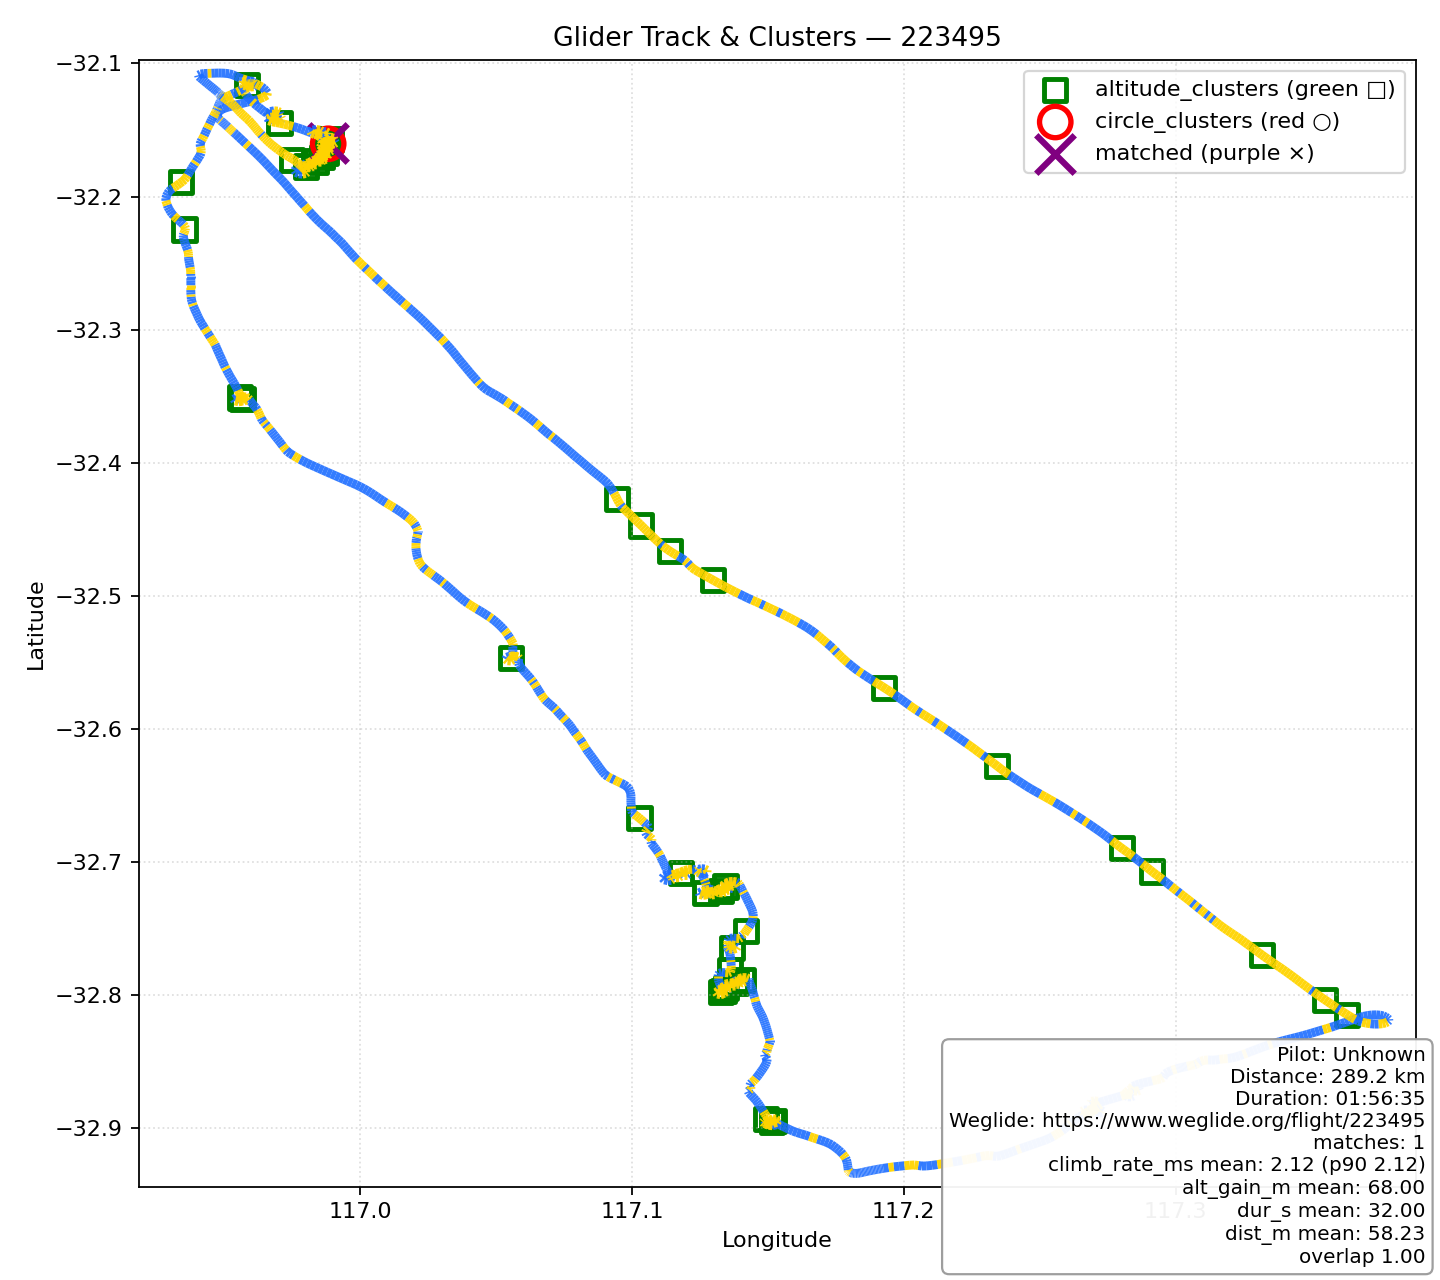 Glider Track & Clusters — 223495
altitude_clusters (green □)
circle_clusters (red ○)
matched (purple ×)
Latitude
−32.1
−32.2
−32.3
−32.4
−32.5
−32.6
−32.7
−32.8
−32.9
117.0
117.1
117.2
117.3
Longitude
Pilot: Unknown
Distance: 289.2 km
Duration: 01:56:35
Weglide: https://www.weglide.org/flight/223495
matches: 1
climb_rate_ms mean: 2.12 (p90 2.12)
alt_gain_m mean: 68.00
dur_s mean: 32.00
dist_m mean: 58.23
overlap 1.00